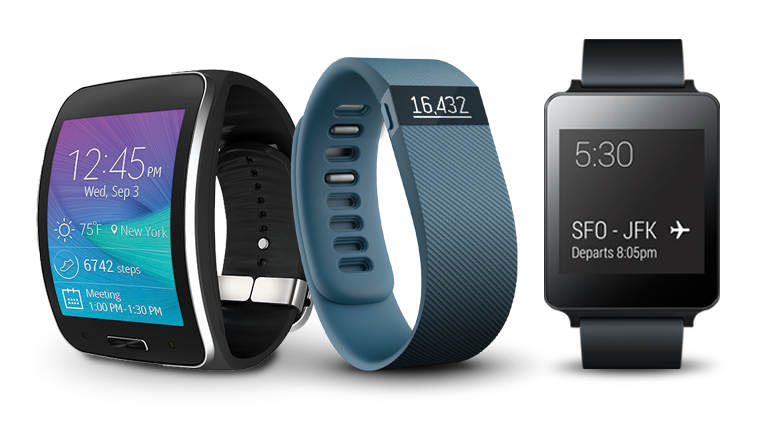 12:45 PM
Wed, Sep 3
75°F New York
6742 steps
Meeting
1:00 PM-1:30 PM
16,432
5:30
SFO - JFK
Departs 8:05pm